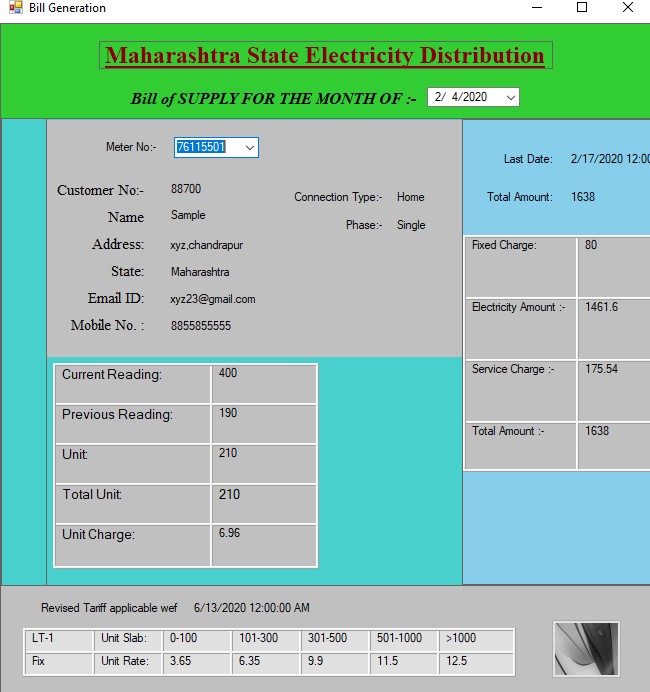 Bill Generation
Maharashtra State Electricity Distribution
Bill of SUPPLY FOR THE MONTH OF :- 2/ 4/2020
Meter No:- 76115501
Customer No:- 88700
Name Sample
Address: xyz,chandrapur
State: Maharashtra
Email ID: xyz23@gmail.com
Mobile No. : 8855855555
Connection Type:- Home
Phase:- Single
Last Date: 2/17/2020 12:00
Total Amount: 1638
Fixed Charge: 80
Electricity Amount :- 1461.6
Service Charge :- 175.54
Total Amount :- 1638
Current Reading: 400
Previous Reading: 190
Unit: 210
Total Unit: 210
Unit Charge: 6.96
Revised Tariff applicable wef 6/13/2020 12:00:00 AM
LT-1 Unit Slab: 0-100 101-300 301-500 501-1000 >1000
Fix Unit Rate: 3.65 6.35 9.9 11.5 12.5